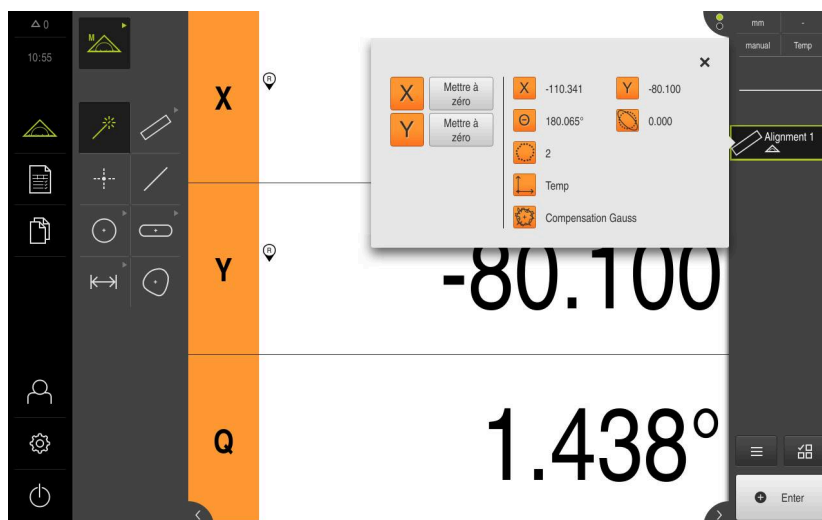 0
mm
-
10:55
manual
Temp
M
X
R
X
Mettre à
zéro
Y
Mettre à
zéro
X
-110.341
Y
-80.100
Θ
180.065°
0.000
2
Temp
Compensation Gauss
Alignment 1
Y
R
-80.100
Q
1.438°
Enter